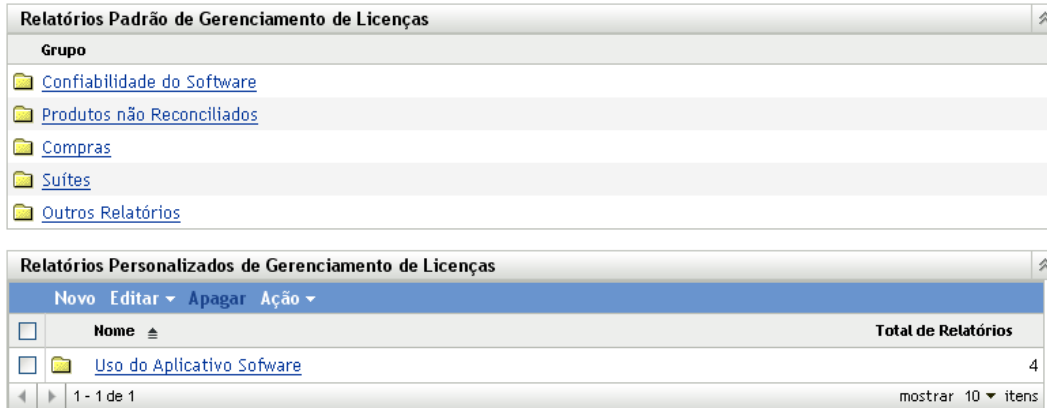 Relatórios Padrão de Gerenciamento de Licenças
Grupo
Confiabilidade do Software
Produtos não Reconciliados
Compras
Suítes
Outros Relatórios
Relatórios Personalizados de Gerenciamento de Licenças
Novo Editar Apagar Ação
Nome Total de Relatórios
Uso do Aplicativo Sofware 4
1 - 1 de 1 mostrar 10 itens